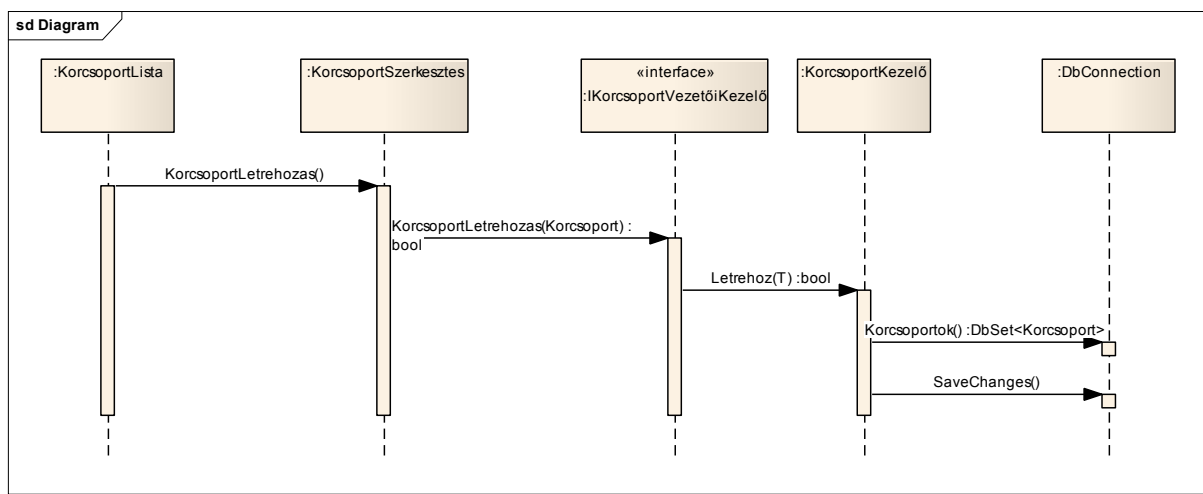 sd Diagram
:KorcsoportLista
:KorcsoportSzerkesztes
«interface»
:IKorcsoportVezetőiKezelő
:KorcsoportKezelő
:DbConnection
KorcsoportLetrehozas()
KorcsoportLetrehozas(Korcsoport) :
bool
Letrehoz(T) :bool
Korcsoportok() :DbSet<Korcsoport>
SaveChanges()